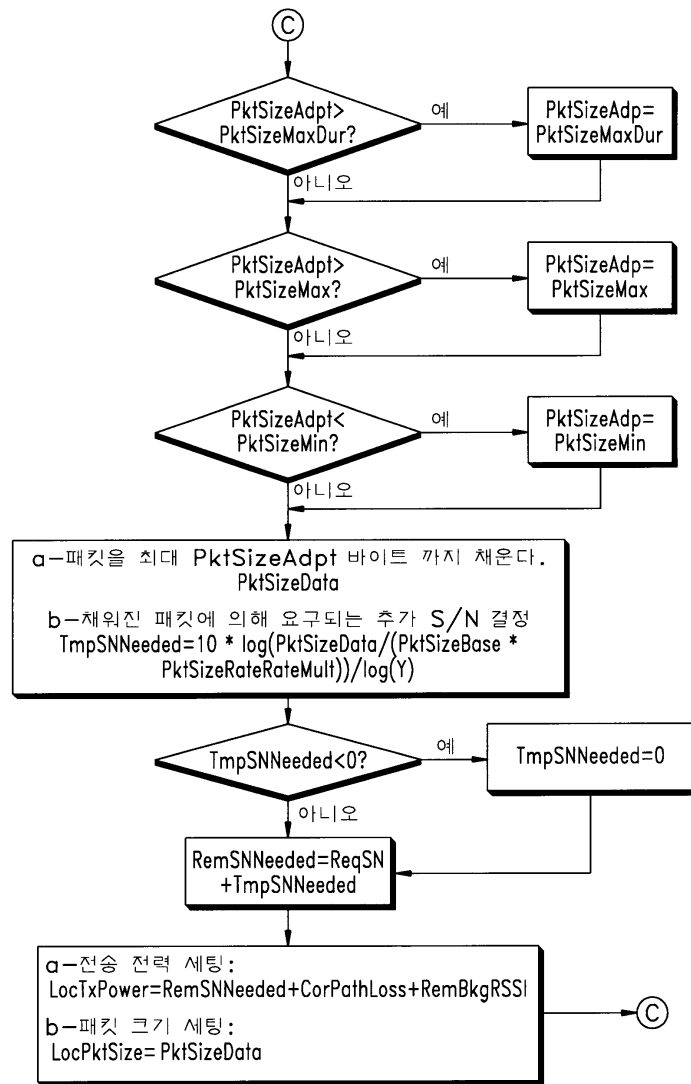 C
PktSizeAdpt>
PktSizeMaxDur?
예
PktSizeAdp=
PktSizeMaxDur
아니오
PktSizeAdpt>
PktSizeMax?
예
PktSizeAdp=
PktSizeMax
아니오
PktSizeAdpt<
PktSizeMin?
예
PktSizeAdp=
PktSizeMin
아니오
a-패킷을 최대 PktSizeAdpt 바이트 까지 채운다.
PktSizeData
b-채워진 패킷에 의해 요구되는 추가 S/N 결정
TmpSNNeeded=10 * log(PktSizeData/(PktSizeBase *
PktSizeRateRateMult))/log(Y)
TmpSNNeeded<0?
예
TmpSNNeeded=0
아니오
RemSNNeeded=ReqSN
+TmpSNNeeded
a-전송 전력 세팅:
LocTxPower=RemSNNeeded+CorPathLoss+RemBkgRSSI
b-패킷 크기 세팅:
LocPktSize=PktSizeData
C